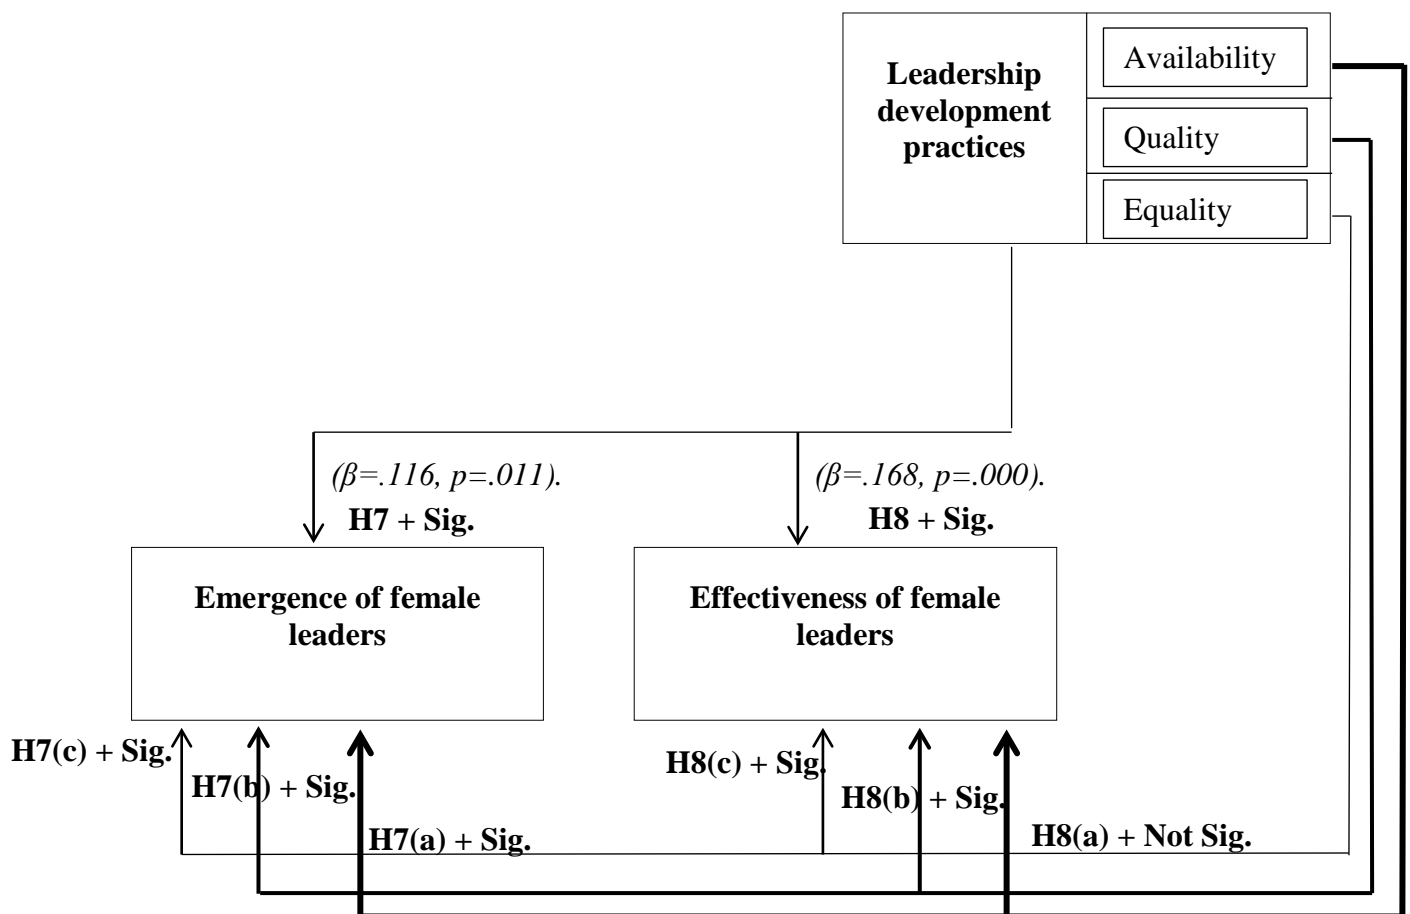 Leadership
development
practices
Availability
Quality
Equality
(β=.116, p=.011).
H7 + Sig.
(β=.168, p=.000).
H8 + Sig.
Emergence of female
leaders
Effectiveness of female
leaders
H7(c) + Sig.
H7(b) + Sig.
H7(a) + Sig.
H8(c) + Sig.
H8(b) + Sig.
H8(a) + Not Sig.